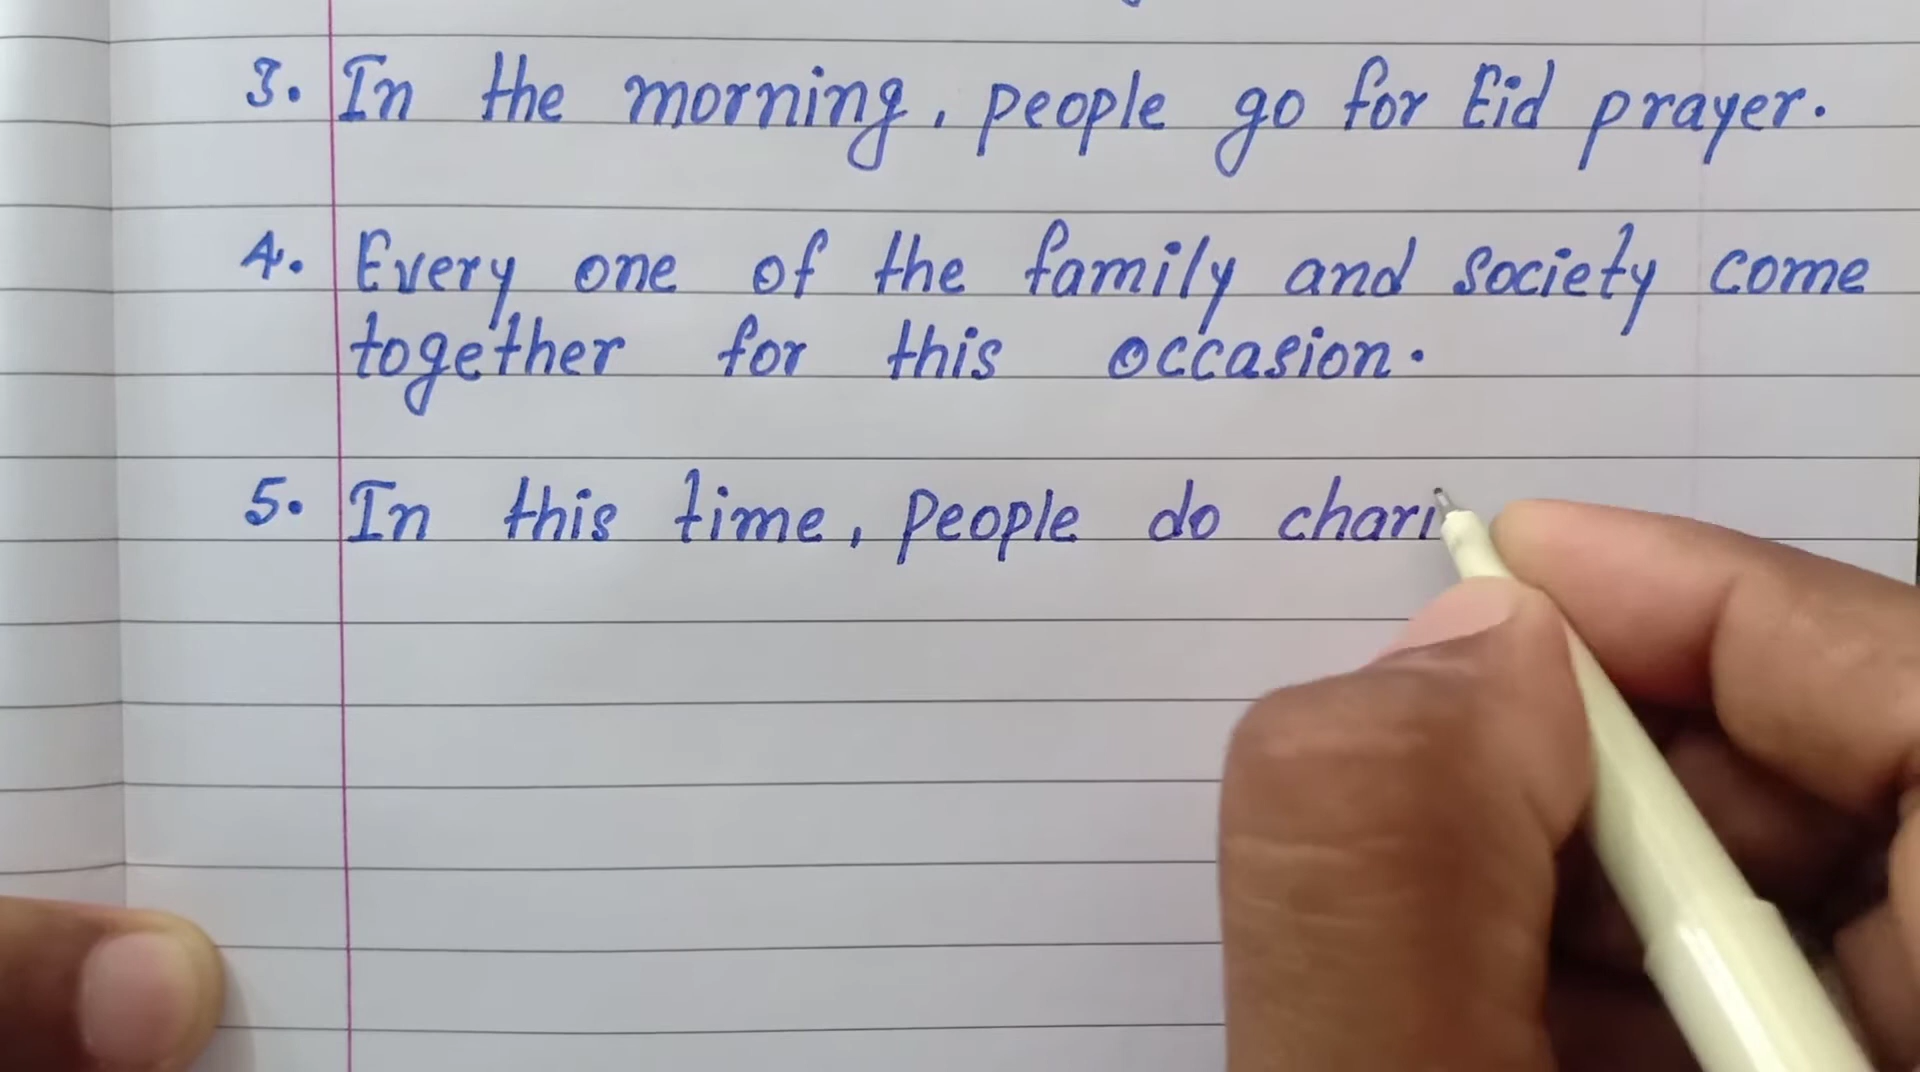 3. In the morning, people go for Eid prayer.
4. Every one of the family and society come
together for this occasion.
5. In this time, people do chari